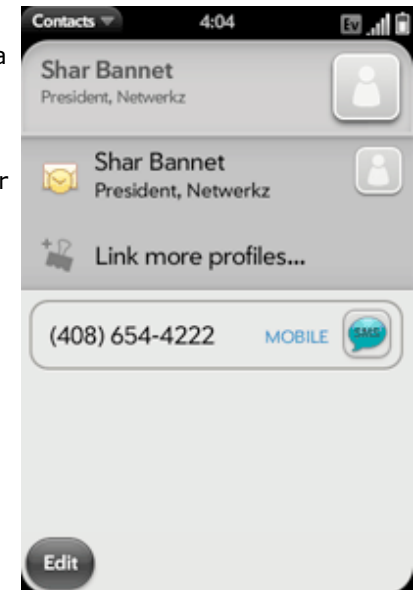 Contacts
4:04
Ev
a
Shar Bannet
President, Netwerkz
r
Shar Bannet
President, Netwerkz
Link more profiles...
(408) 654-4222 MOBILE SMS
Edit